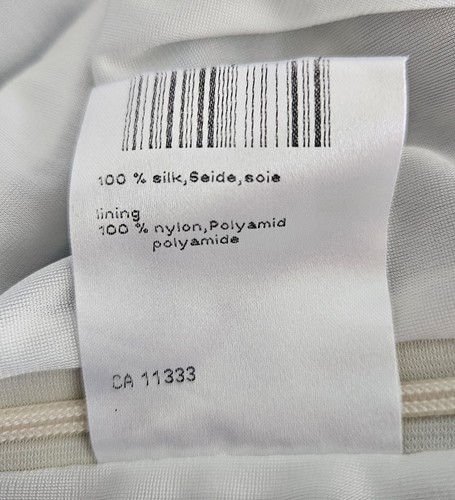 100 % silk,Seide,soie
lining
100 % nylon,Polyamid
polyamide
CA 11333